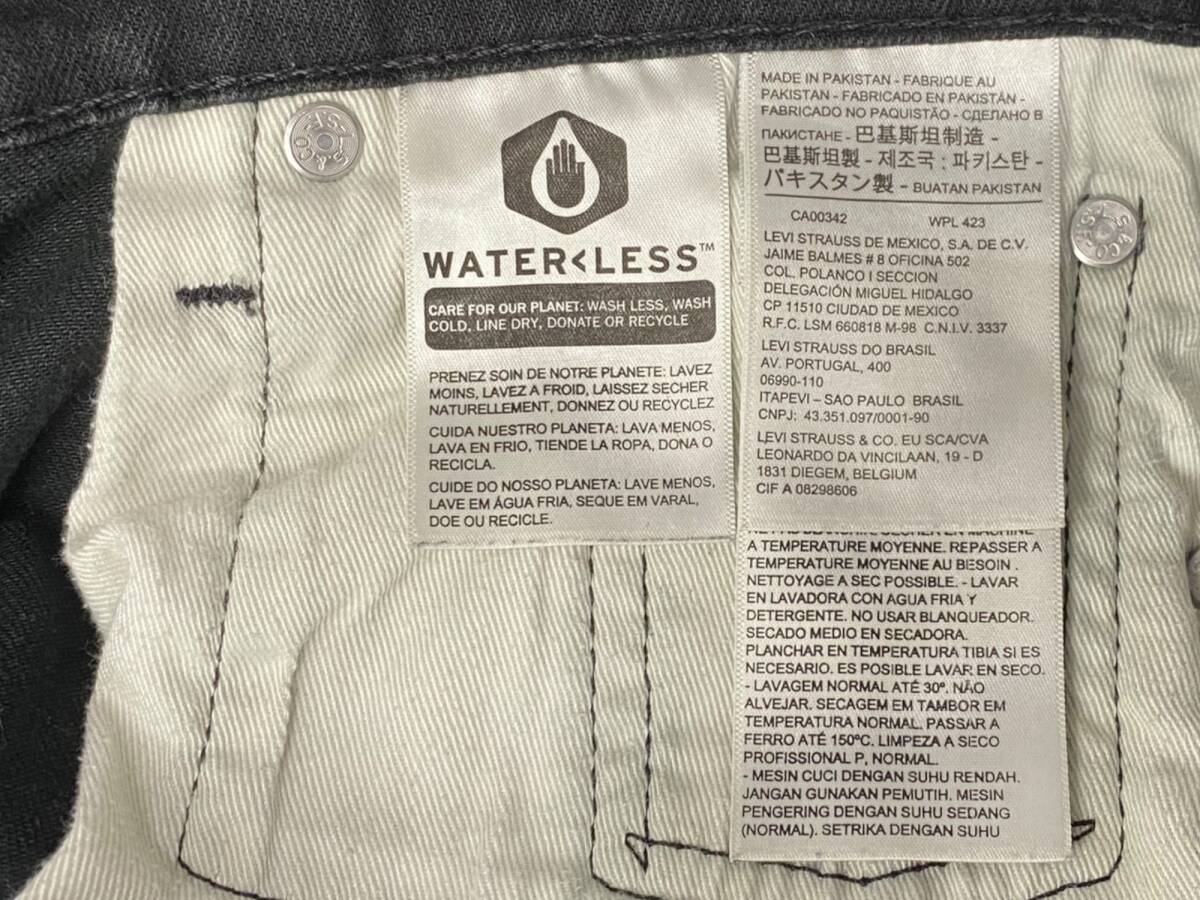 WATER<LESS™
CARE FOR OUR PLANET: WASH LESS, WASH
COLD, LINE DRY, DONATE OR RECYCLE
PRENEZ SOIN DE NOTRE PLANETE: LAVEZ
MOINS, LAVEZ A FROID, LAISSEZ SECHER
NATURELLEMENT, DONNEZ OU RECYCLEZ
CUIDA NUESTRO PLANETA: LAVA MENOS,
LAVA EN FRIO, TIENDE LA ROPA, DONA O
RECICLA.
CUIDE DO NOSSO PLANETA: LAVE MENOS,
LAVE EM ÁGUA FRIA, SEQUE EM VARAL,
DOE OU RECICLE.
MADE IN PAKISTAN - FABRIQUE AU
PAKISTAN - FABRICADO EN PAKISTÁN -
FABRICADO NO PAQUISTÃO - СДЕЛАНО В
ПАКИСТАНЕ - 巴基斯坦制造 -
巴基斯坦製 - 제조국 : 파키스탄 -
パキスタン製 - BUATAN PAKISTAN
CA00342 WPL 423
LEVI STRAUSS DE MEXICO, S.A. DE C.V.
JAIME BALMES # 8 OFICINA 502
COL. POLANCO I SECCION
DELEGACIÓN MIGUEL HIDALGO
CP 11510 CIUDAD DE MEXICO
R.F.C. LSM 660818 M-98 C.N.I.V. 3337
LEVI STRAUSS DO BRASIL
AV. PORTUGAL, 400
06990-110
ITAPEVI – SAO PAULO BRASIL
CNPJ: 43.351.097/0001-90
LEVI STRAUSS & CO. EU SCA/CVA
LEONARDO DA VINCILAAN, 19 - D
1831 DIEGEM, BELGIUM
CIF A 08298606
A TEMPERATURE MOYENNE. REPASSER A
TEMPERATURE MOYENNE AU BESOIN .
NETTOYAGE A SEC POSSIBLE. - LAVAR
EN LAVADORA CON AGUA FRIA Y
DETERGENTE. NO USAR BLANQUEADOR.
SECADO MEDIO EN SECADORA.
PLANCHAR EN TEMPERATURA TIBIA SI ES
NECESARIO. ES POSIBLE LAVAR EN SECO.
- LAVAGEM NORMAL ATÉ 30º. NÃO
ALVEJAR. SECAGEM EM TAMBOR EM
TEMPERATURA NORMAL. PASSAR A
FERRO ATÉ 150ºC. LIMPEZA A SECO
PROFISSIONAL P, NORMAL.
- MESIN CUCI DENGAN SUHU RENDAH.
JANGAN GUNAKAN PEMUTIH. MESIN
PENGERING DENGAN SUHU SEDANG
(NORMAL). SETRIKA DENGAN SUHU